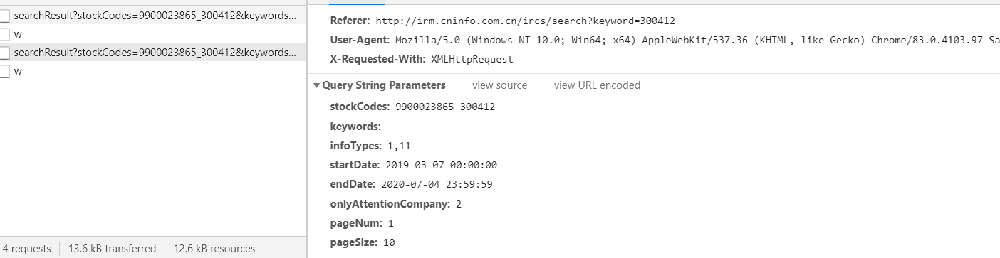 searchResult?stockCodes=9900023865_300412&keywords...
w
searchResult?stockCodes=9900023865_300412&keywords...
w
4 requests 13.6 kB transferred 12.6 kB resources
Referer: http://irm.cninfo.com.cn/ircs/search?keyword=300412
User-Agent: Mozilla/5.0 (Windows NT 10.0; Win64; x64) AppleWebKit/537.36 (KHTML, like Gecko) Chrome/83.0.4103.97 Sa
X-Requested-With: XMLHttpRequest
Query String Parameters view source view URL encoded
stockCodes: 9900023865_300412
keywords:
infoTypes: 1,11
startDate: 2019-03-07 00:00:00
endDate: 2020-07-04 23:59:59
onlyAttentionCompany: 2
pageNum: 1
pageSize: 10